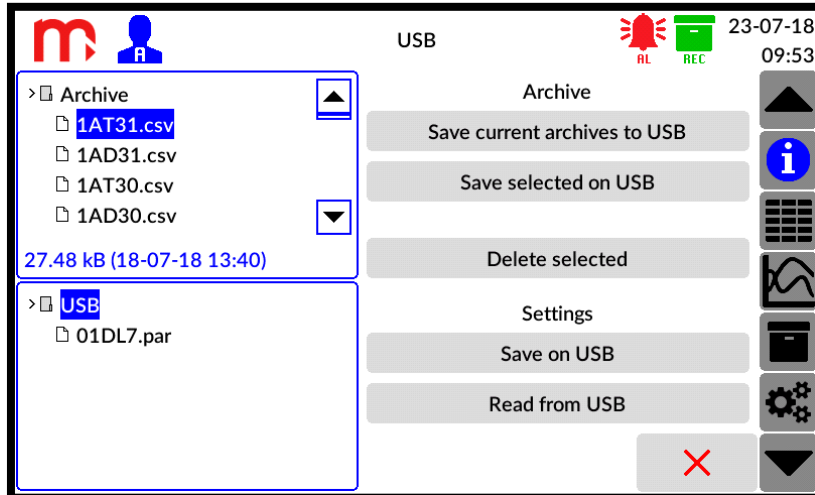 m
A
USB
AL
REC
23-07-18
09:53
Archive
1AT31.csv
1AD31.csv
1AT30.csv
1AD30.csv
27.48 kB (18-07-18 13:40)
USB
01DL7.par
Archive
Save current archives to USB
Save selected on USB
Delete selected
Settings
Save on USB
Read from USB
i